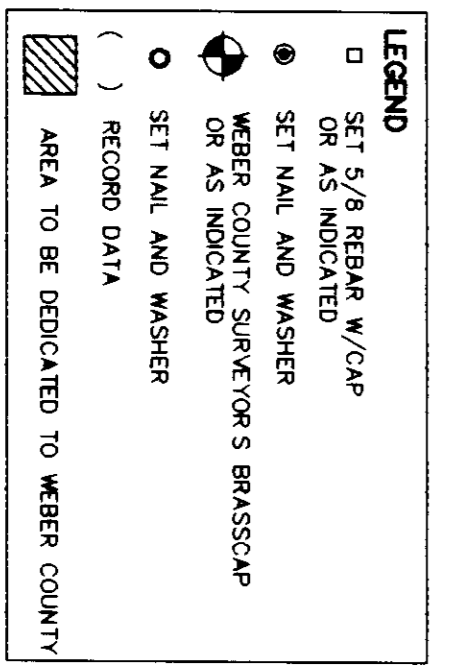 LEGEND
SET 5/8 REBAR W/CAP
OR AS INDICATED
SET NAIL AND WASHER
WEBER COUNTY SURVEYOR S BRASSCAP
OR AS INDICATED
SET NAIL AND WASHER
( ) RECORD DATA
AREA TO BE DEDICATED TO WEBER COUNTY